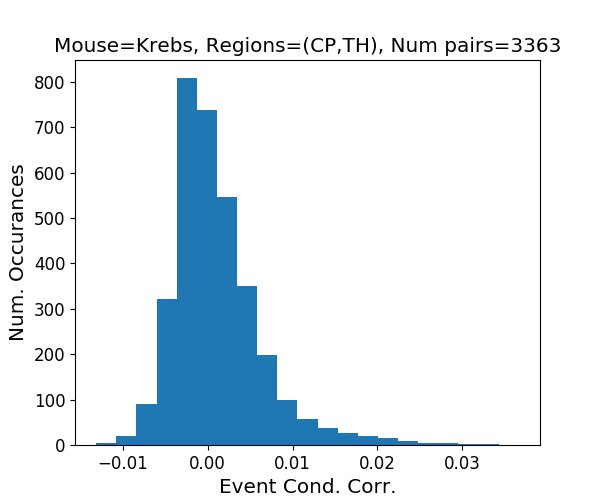 Mouse=Krebs, Regions=(CP,TH), Num pairs=3363
800
700
600
500
400
300
200
100
0
Num. Occurances
−0.01 0.00 0.01 0.02 0.03
Event Cond. Corr.